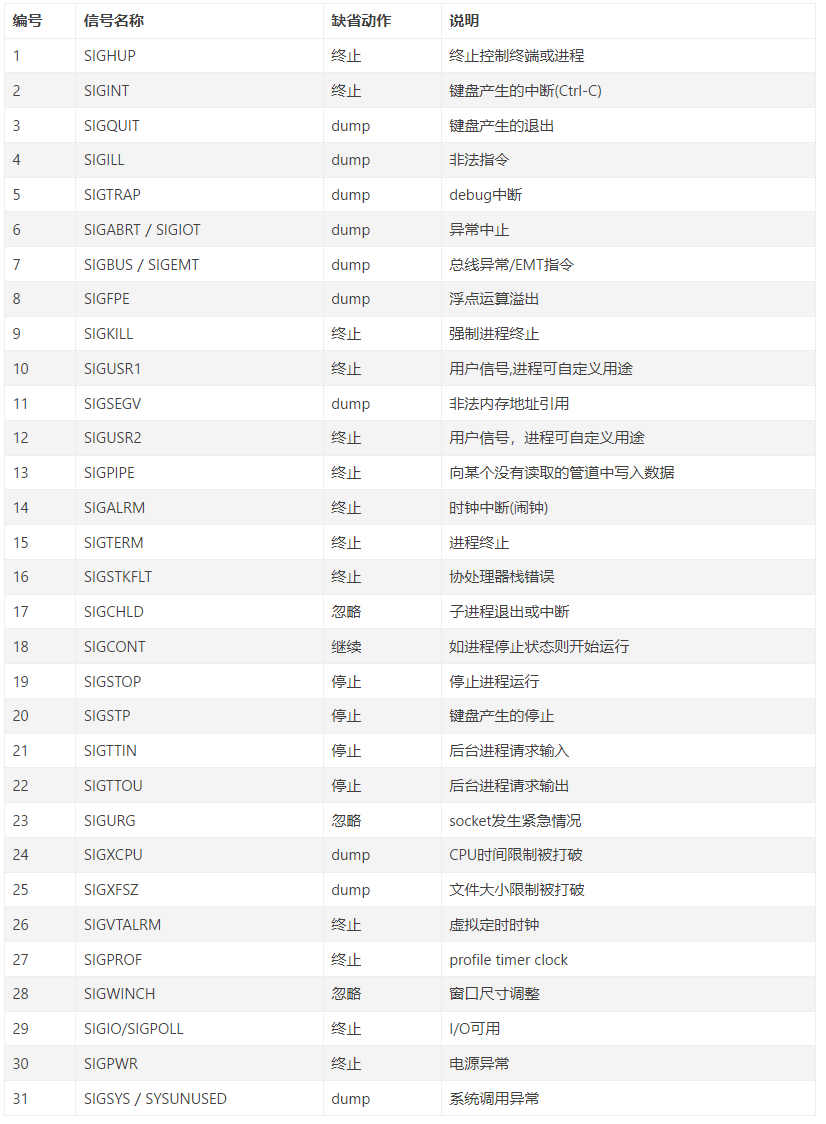 编号 信号名称 缺省动作 说明
1 SIGHUP 终止 终止控制终端或进程
2 SIGINT 终止 键盘产生的中断(Ctrl-C)
3 SIGQUIT dump 键盘产生的退出
4 SIGILL dump 非法指令
5 SIGTRAP dump debug中断
6 SIGABRT / SIGIOT dump 异常中止
7 SIGBUS / SIGEMT dump 总线异常/EMT指令
8 SIGFPE dump 浮点运算溢出
9 SIGKILL 终止 强制进程终止
10 SIGUSR1 终止 用户信号,进程可自定义用途
11 SIGSEGV dump 非法内存地址引用
12 SIGUSR2 终止 用户信号，进程可自定义用途
13 SIGPIPE 终止 向某个没有读取的管道中写入数据
14 SIGALRM 终止 时钟中断(闹钟)
15 SIGTERM 终止 进程终止
16 SIGSTKFLT 终止 协处理器栈错误
17 SIGCHLD 忽略 子进程退出或中断
18 SIGCONT 继续 如进程停止状态则开始运行
19 SIGSTOP 停止 停止进程运行
20 SIGSTP 停止 键盘产生的停止
21 SIGTTIN 停止 后台进程请求输入
22 SIGTTOU 停止 后台进程请求输出
23 SIGURG 忽略 socket发生紧急情况
24 SIGXCPU dump CPU时间限制被打破
25 SIGXFSZ dump 文件大小限制被打破
26 SIGVTALRM 终止 虚拟定时时钟
27 SIGPROF 终止 profile timer clock
28 SIGWINCH 忽略 窗口尺寸调整
29 SIGIO/SIGPOLL 终止 I/O可用
30 SIGPWR 终止 电源异常
31 SIGSYS / SYSUNUSED dump 系统调用异常